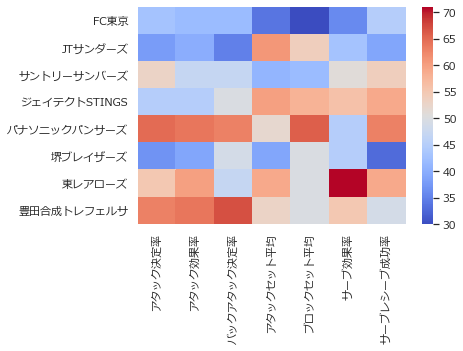 FC東京
JTサンダーズ
サントリーサンバーズ
ジェイテクトSTINGS
パナソニックパンサーズ
堺ブレイザーズ
東レアローズ
豊田合成トレフェルサ
アタック決定率
アタック効果率
バックアタック決定率
アタックセット平均
ブロックセット平均
サーブ効果率
サーブレシーブ成功率
70
65
60
55
50
45
40
35
30